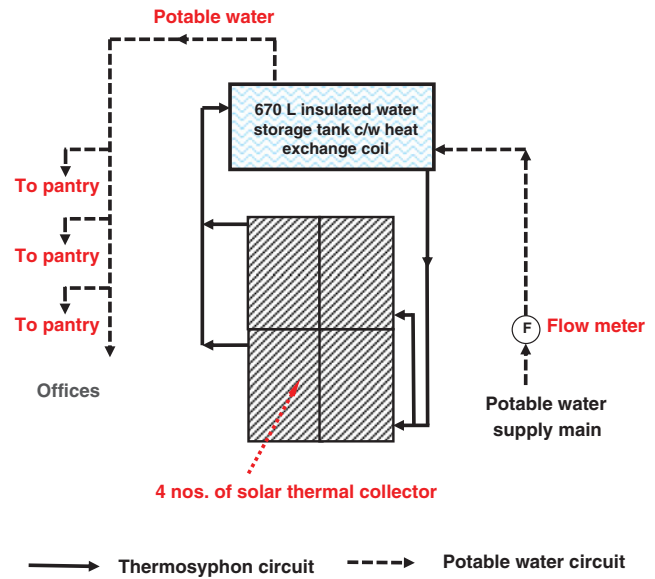 Potable water
670 L insulated water
storage tank c/w heat
exchange coil
To pantry
To pantry
To pantry
F
Flow meter
Offices
Potable water
supply main
4 nos. of solar thermal collector
Thermosyphon circuit
Potable water circuit